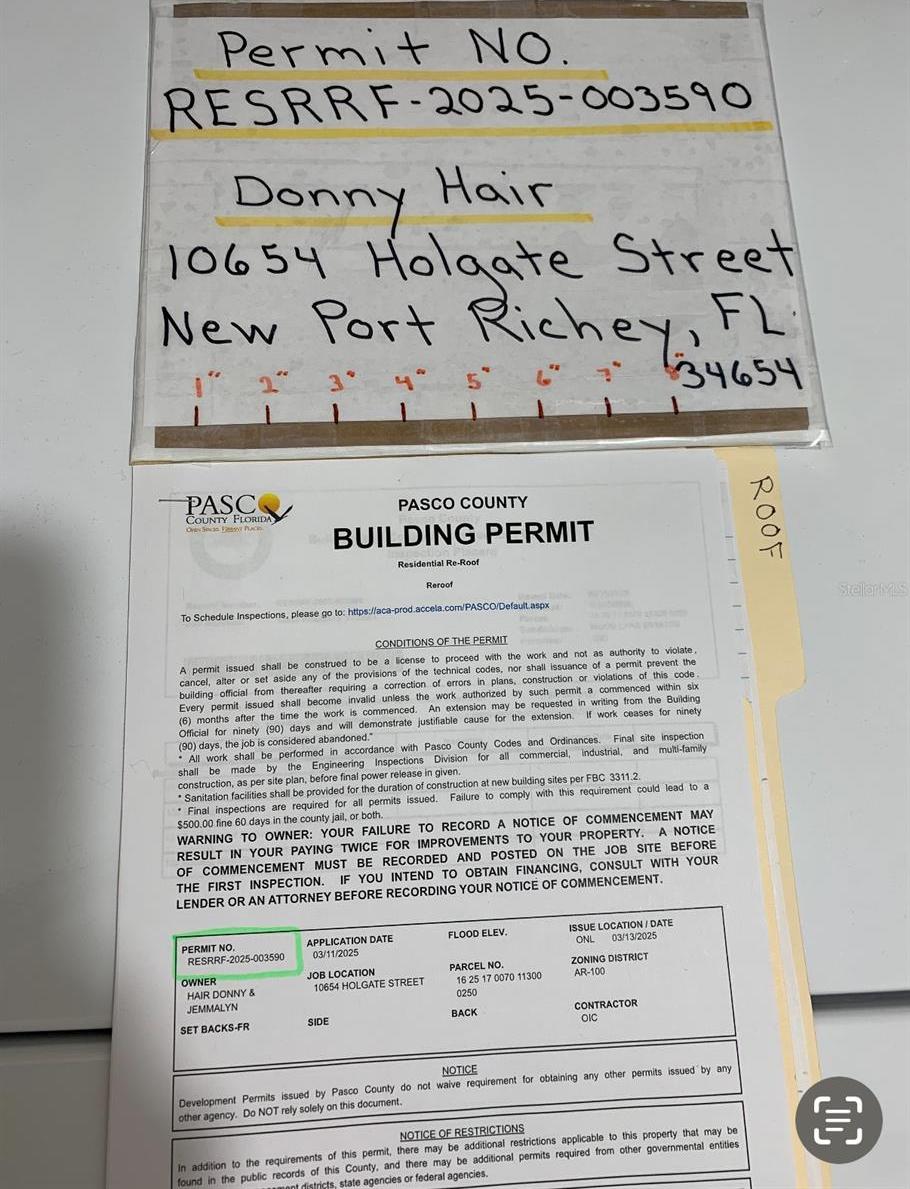 Permit NO.
RESRRF-2025-003590
Donny Hair
10654 Holgate Street
New Port Richey, FL
34654
1" 2" 3" 4" 5" 6" 7" 8"
ROOF
PASCO
COUNTY FLORIDA
OPEN SPACES. VIBRANT PLACES.
PASCO COUNTY
BUILDING PERMIT
Residential Re-Roof
Reroof
To Schedule Inspections, please go to: https://aca-prod.accela.com/PASCO/Default.aspx
CONDITIONS OF THE PERMIT
A permit issued shall be construed to be a license to proceed with the work and not as authority to violate,
cancel, alter or set aside any of the provisions of the technical codes, nor shall issuance of a permit prevent the
building official from thereafter requiring a correction of errors in plans, construction or violations of this code.
Every permit issued shall become invalid unless the work authorized by such permit a commenced within six
(6) months after the time the work is commenced. An extension may be requested in writing from the Building
Official for ninety (90) days and will demonstrate justifiable cause for the extension. If work ceases for ninety
(90) days, the job is considered abandoned."
* All work shall be performed in accordance with Pasco County Codes and Ordinances. Final site inspection
shall be made by the Engineering Inspections Division for all commercial, industrial, and multi-family
construction, as per site plan, before final power release in given.
* Sanitation facilities shall be provided for the duration of construction at new building sites per FBC 3311.2.
* Final inspections are required for all permits issued. Failure to comply with this requirement could lead to a
$500.00 fine 60 days in the county jail, or both.
WARNING TO OWNER: YOUR FAILURE TO RECORD A NOTICE OF COMMENCEMENT MAY
RESULT IN YOUR PAYING TWICE FOR IMPROVEMENTS TO YOUR PROPERTY. A NOTICE
OF COMMENCEMENT MUST BE RECORDED AND POSTED ON THE JOB SITE BEFORE
THE FIRST INSPECTION. IF YOU INTEND TO OBTAIN FINANCING, CONSULT WITH YOUR
LENDER OR AN ATTORNEY BEFORE RECORDING YOUR NOTICE OF COMMENCEMENT.
PERMIT NO.
RESRRF-2025-003590
APPLICATION DATE
03/11/2025
FLOOD ELEV.
ISSUE LOCATION / DATE
ONL 03/13/2025
OWNER
HAIR DONNY &
JEMMALYN
JOB LOCATION
10654 HOLGATE STREET
PARCEL NO.
16 25 17 0070 11300
0250
ZONING DISTRICT
AR-100
SET BACKS-FR
SIDE
BACK
CONTRACTOR
OIC
NOTICE
Development Permits issued by Pasco County do not waive requirement for obtaining any other permits issued by any
other agency. Do NOT rely solely on this document.
NOTICE OF RESTRICTIONS
In addition to the requirements of this permit, there may be additional restrictions applicable to this property that may be
found in the public records of this County, and there may be additional permits required from other governmental entities
districts, state agencies or federal agencies.
StellarMLS